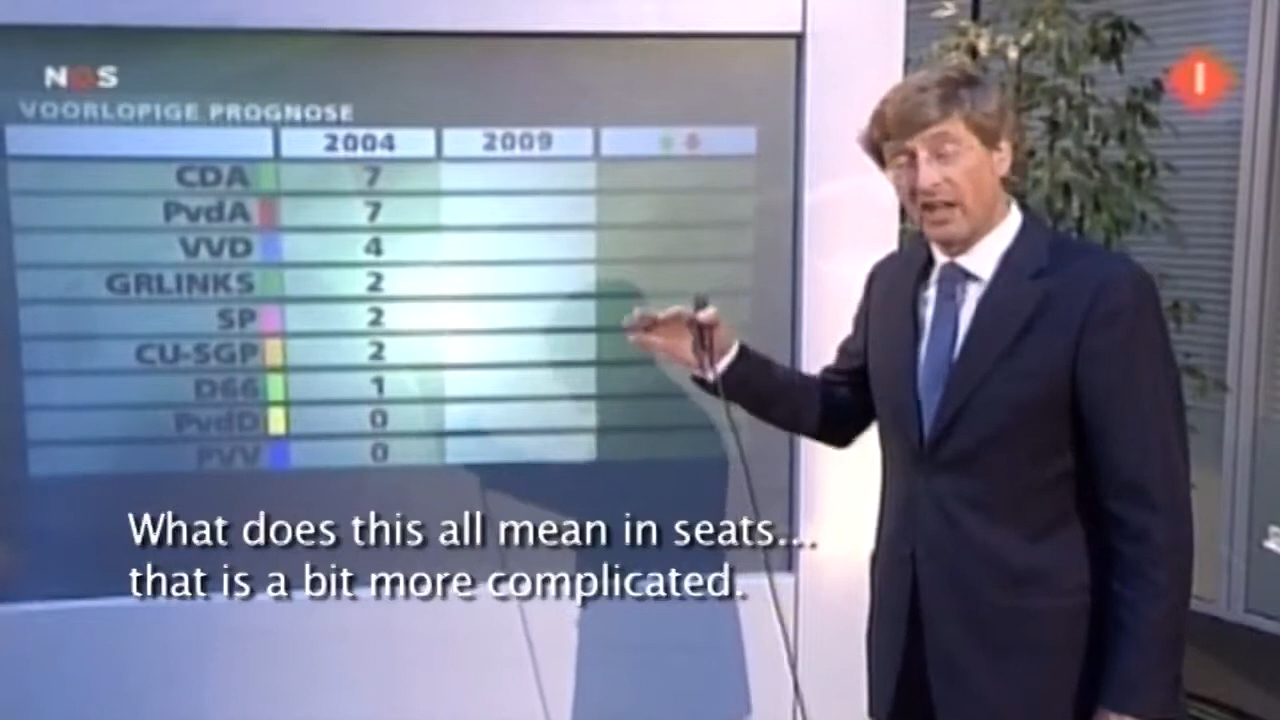 NOS
VOORLOPIGE PROGNOSE
2004 2009
CDA 7
PvdA 7
VVD 4
GRLINKS 2
SP 2
CU-SGP 2
D66 1
PvdD 0
PVV 0
1
What does this all mean in seats...
that is a bit more complicated.